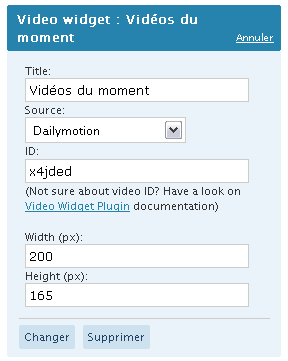 Video widget : Vidéos du
moment
Annuler
Title:
Vidéos du moment
Source:
Dailymotion
ID:
x4jded
(Not sure about video ID? Have a look on
Video Widget Plugin documentation)
Width (px):
200
Height (px):
165
Changer Supprimer